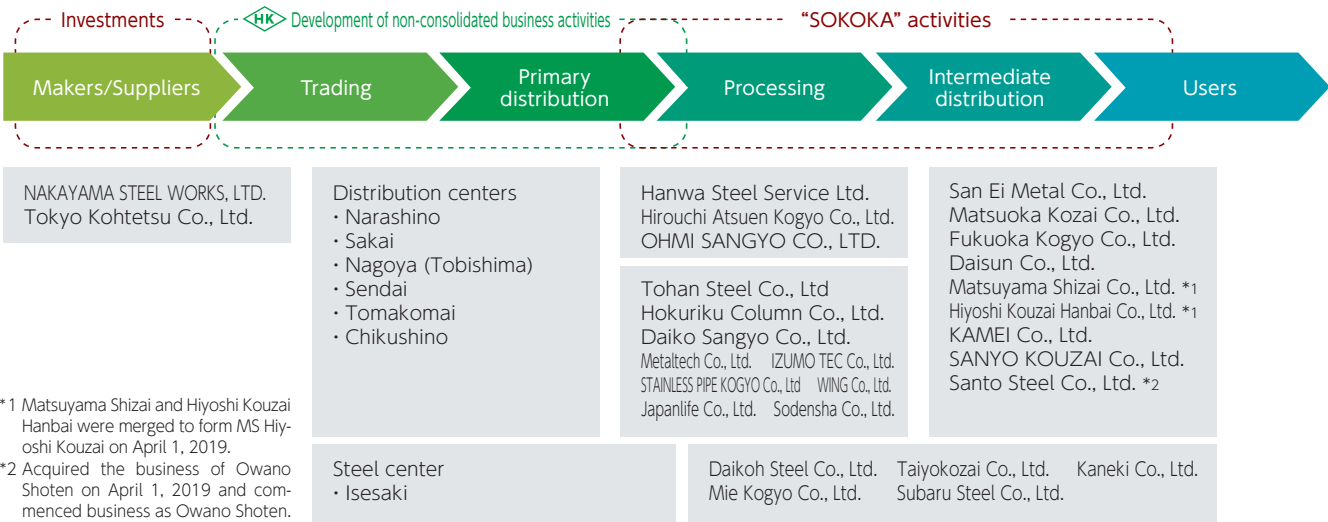 Investments
HK Development of non-consolidated business activities
“SOKOKA” activities
Makers/Suppliers
Trading
Primary
distribution
Processing
Intermediate
distribution
Users
NAKAYAMA STEEL WORKS, LTD.
Tokyo Kohtetsu Co., Ltd.
Distribution centers
・Narashino
・Sakai
・Nagoya (Tobishima)
・Sendai
・Tomakomai
・Chikushino
Hanwa Steel Service Ltd.
Hirouchi Atsuen Kogyo Co., Ltd.
OHMI SANGYO CO., LTD.
Tohan Steel Co., Ltd
Hokuriku Column Co., Ltd.
Daiko Sangyo Co., Ltd.
Metaltech Co., Ltd. IZUMO TEC Co., Ltd.
STAINLESS PIPE KOGYO Co., Ltd WING Co., Ltd.
Japanlife Co., Ltd. Sodensha Co., Ltd.
San Ei Metal Co., Ltd.
Matsuoka Kozai Co., Ltd.
Fukuoka Kogyo Co., Ltd.
Daisun Co., Ltd.
Matsuyama Shizai Co., Ltd. *1
Hiyoshi Kouzai Hanbai Co., Ltd. *1
KAMEI Co., Ltd.
SANYO KOUZAI Co., Ltd.
Santo Steel Co., Ltd. *2
*1 Matsuyama Shizai and Hiyoshi Kouzai
Hanbai were merged to form MS Hiy-
oshi Kouzai on April 1, 2019.
*2 Acquired the business of Owano
Shoten on April 1, 2019 and com-
menced business as Owano Shoten.
Steel center
・Isesaki
Daikoh Steel Co., Ltd. Taiyokozai Co., Ltd. Kaneki Co., Ltd.
Mie Kogyo Co., Ltd. Subaru Steel Co., Ltd.